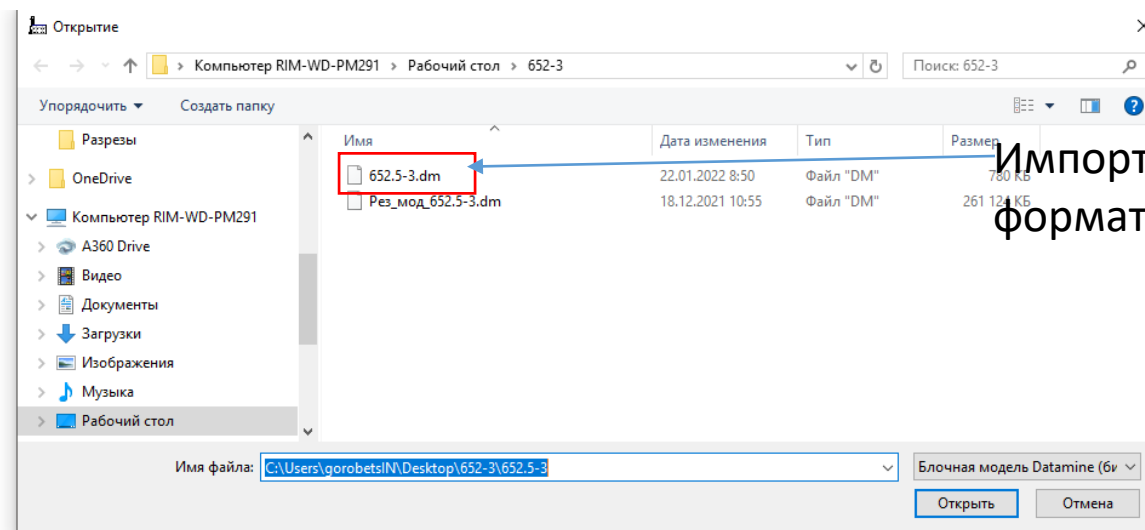 Открытие
Компьютер RIM-WD-PM291 › Рабочий стол › 652-3
Поиск: 652-3
Упорядочить
Создать папку
Разрезы
OneDrive
Компьютер RIM-WD-PM291
A360 Drive
Видео
Документы
Загрузки
Изображения
Музыка
Рабочий стол
Имя Дата изменения Тип Размер
652.5-3.dm 22.01.2022 8:50 Файл "DM" 780 КБ
Рез_мод_652.5-3.dm 18.12.2021 10:55 Файл "DM" 261 124 КБ
Импорт
формат
Имя файла: C:\Users\gorobetsIN\Desktop\652-3\652.5-3
Блочная модель Datamine (би
Открыть Отмена